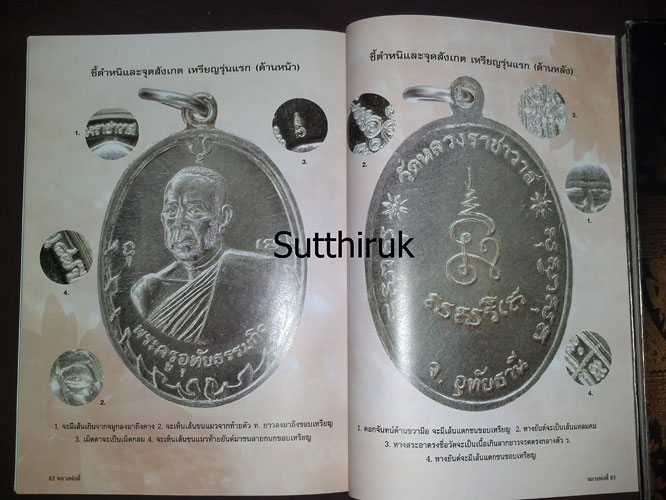 ชี้ตำหนิและจุดสังเกต เหรียญรุ่นแรก (ด้านหน้า)
1.
3.
4.
2.
พระครูอุทัยธรรมกิจ
1. จะมีเส้นเกินจากจมูกลงมาถึงคาง 2. จะเห็นเส้นขนแมวจากท้ายตัว ท. ยาวลงมาถึงขอบเหรียญ
3. เม็ดตาจะเป็นเม็ดกลม 4. จะเห็นเส้นขนแมวท้ายยันต์มาชนลายกนกขอบเหรียญ
82 หลวงพ่อตี๋
ชี้ตำหนิและจุดสังเกต เหรียญรุ่นแรก (ด้านหลัง)
2.
3.
1.
4.
วัดหลวงราชาวาส
จ. อุทัยธานี
1. ดอกจันทน์ด้านขวามือ จะมีเส้นแตกชนขอบเหรียญ 2. หางยันต์จะเป็นเส้นแหลมคม
3. หางสระอาตรงชื่อวัดจะเป็นเนื้อเกินลากยาวจรดตรงกลางตัว ว.
4. หางยันต์จะมีเส้นแตกชนขอบเหรียญ
หลวงพ่อตี๋ 83
Sutthiruk